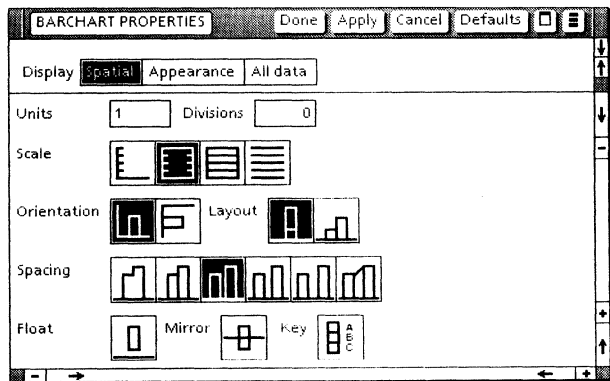 BARCHART PROPERTIES Done Apply Cancel Defaults
Display Spatial Appearance All data
Units 1 Divisions 0
Scale
Orientation Layout
Spacing
Float Mirror Key A B C